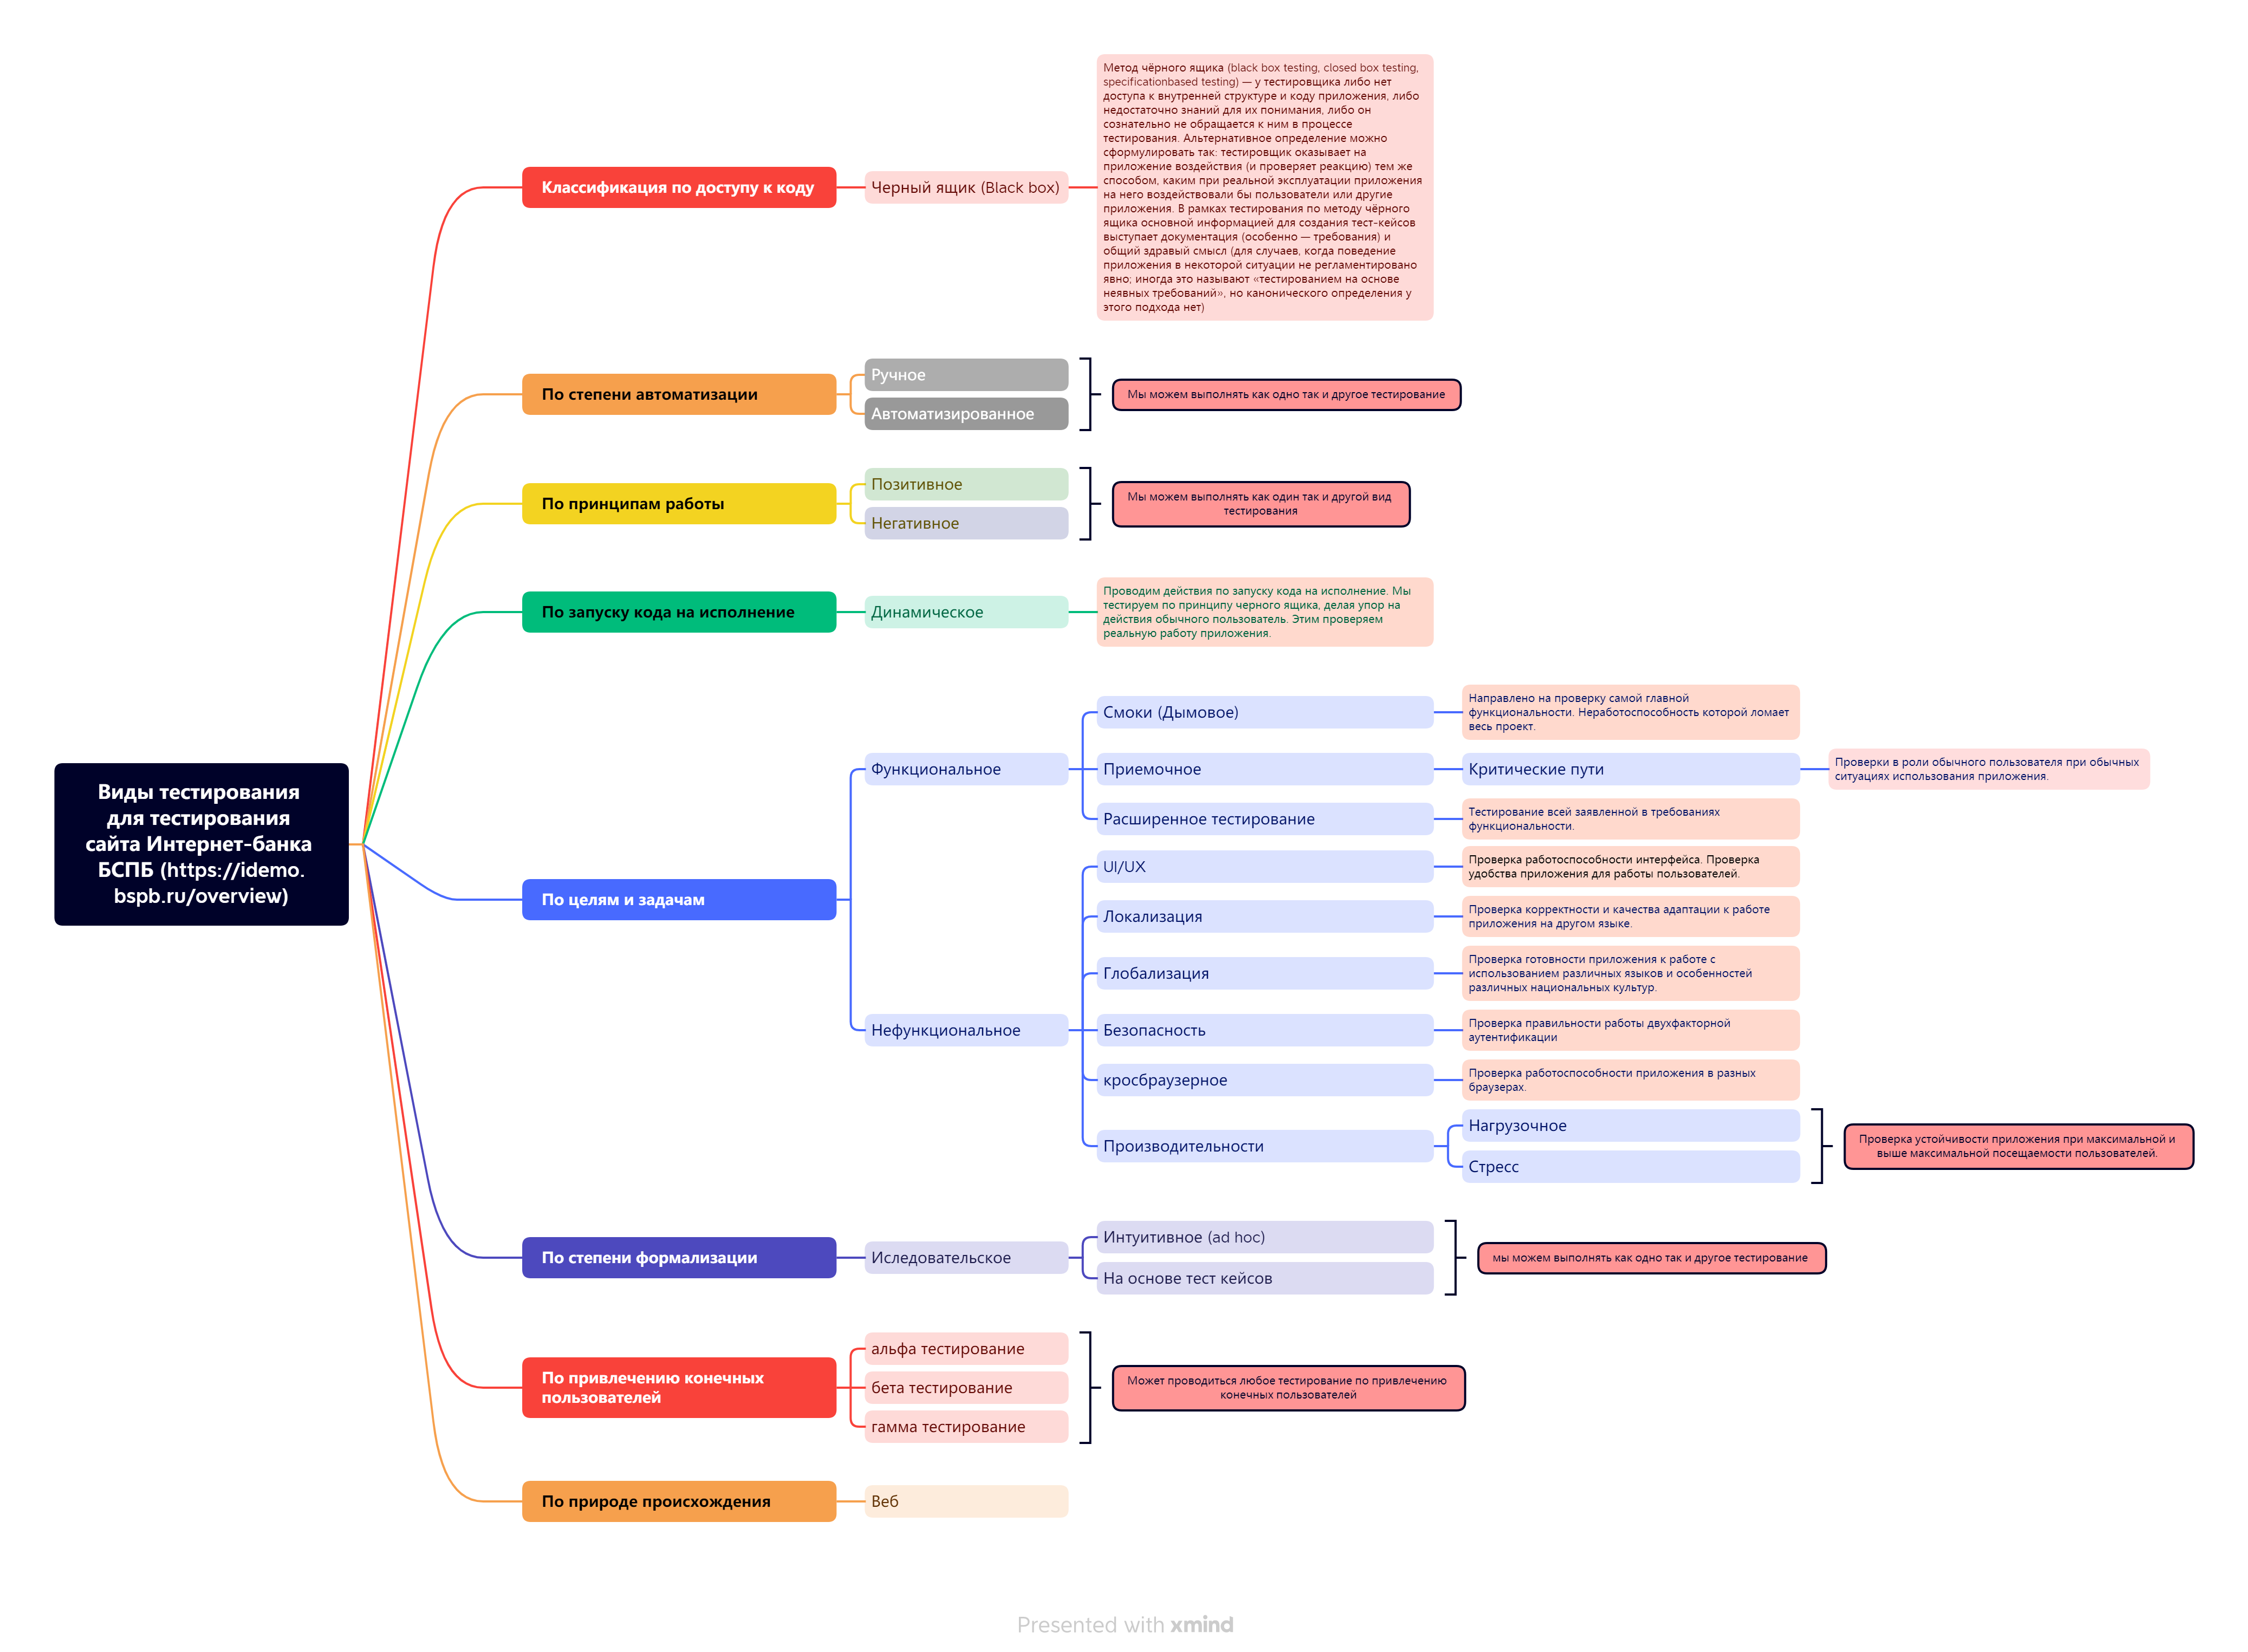 Виды тестирования
для тестирования
сайта Интернет-банка
БСПБ (https://idemo.
bspb.ru/overview)
Классификация по доступу к коду
Черный ящик (Black box)
Метод чёрного ящика (black box testing, closed box testing,
specificationbased testing) — у тестировщика либо нет
доступа к внутренней структуре и коду приложения, либо
недостаточно знаний для их понимания, либо он
сознательно не обращается к ним в процессе
тестирования. Альтернативное определение можно
сформулировать так: тестировщик оказывает на
приложение воздействия (и проверяет реакцию) тем же
способом, каким при реальной эксплуатации приложения
на него воздействовали бы пользователи или другие
приложения. В рамках тестирования по методу чёрного
ящика основной информацией для создания тест-кейсов
выступает документация (особенно — требования) и
общий здравый смысл (для случаев, когда поведение
приложения в некоторой ситуации не регламентировано
явно; иногда это называют «тестированием на основе
неявных требований», но канонического определения у
этого подхода нет)
По степени автоматизации
Ручное
Автоматизированное
Мы можем выполнять как одно так и другое тестирование
По принципам работы
Позитивное
Негативное
Мы можем выполнять как один так и другой вид
тестирования
По запуску кода на исполнение
Динамическое
Проводим действия по запуску кода на исполнение. Мы
тестируем по принципу черного ящика, делая упор на
действия обычного пользователь. Этим проверяем
реальную работу приложения.
По целям и задачам
Функциональное
Смоки (Дымовое)
Направлено на проверку самой главной
функциональности. Неработоспособность которой ломает
весь проект.
Приемочное
Критические пути
Проверки в роли обычного пользователя при обычных
ситуациях использования приложения.
Расширенное тестирование
Тестирование всей заявленной в требованиях
функциональности.
Нефункциональное
UI/UX
Проверка работоспособности интерфейса. Проверка
удобства приложения для работы пользователей.
Локализация
Проверка корректности и качества адаптации к работе
приложения на другом языке.
Глобализация
Проверка готовности приложения к работе с
использованием различных языков и особенностей
различных национальных культур.
Безопасность
Проверка правильности работы двухфакторной
аутентификации
кросбраузерное
Проверка работоспособности приложения в разных
браузерах.
Производительности
Нагрузочное
Стресс
Проверка устойчивости приложения при максимальной и
выше максимальной посещаемости пользователей.
По степени формализации
Иследовательское
Интуитивное (ad hoc)
На основе тест кейсов
мы можем выполнять как одно так и другое тестирование
По привлечению конечных
пользователей
альфа тестирование
бета тестирование
гамма тестирование
Может проводиться любое тестирование по привлечению
конечных пользователей
По природе происхождения
Веб
Presented with xmind